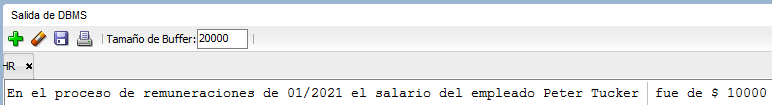 Salida de DBMS
Tamaño de Buffer: 20000
HR
En el proceso de remuneraciones de 01/2021 el salario del empleado Peter Tucker fue de $ 10000